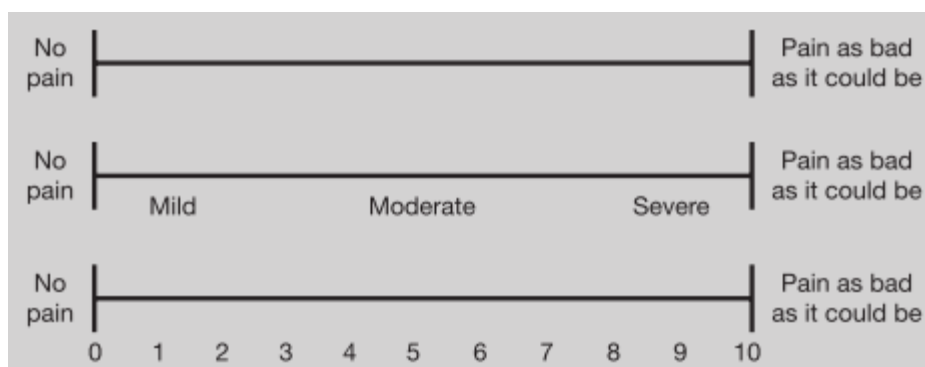 No Pain as bad
pain as it could be
No Pain as bad
pain as it could be
Mild Moderate Severe
No Pain as bad
pain as it could be
0 1 2 3 4 5 6 7 8 9 10